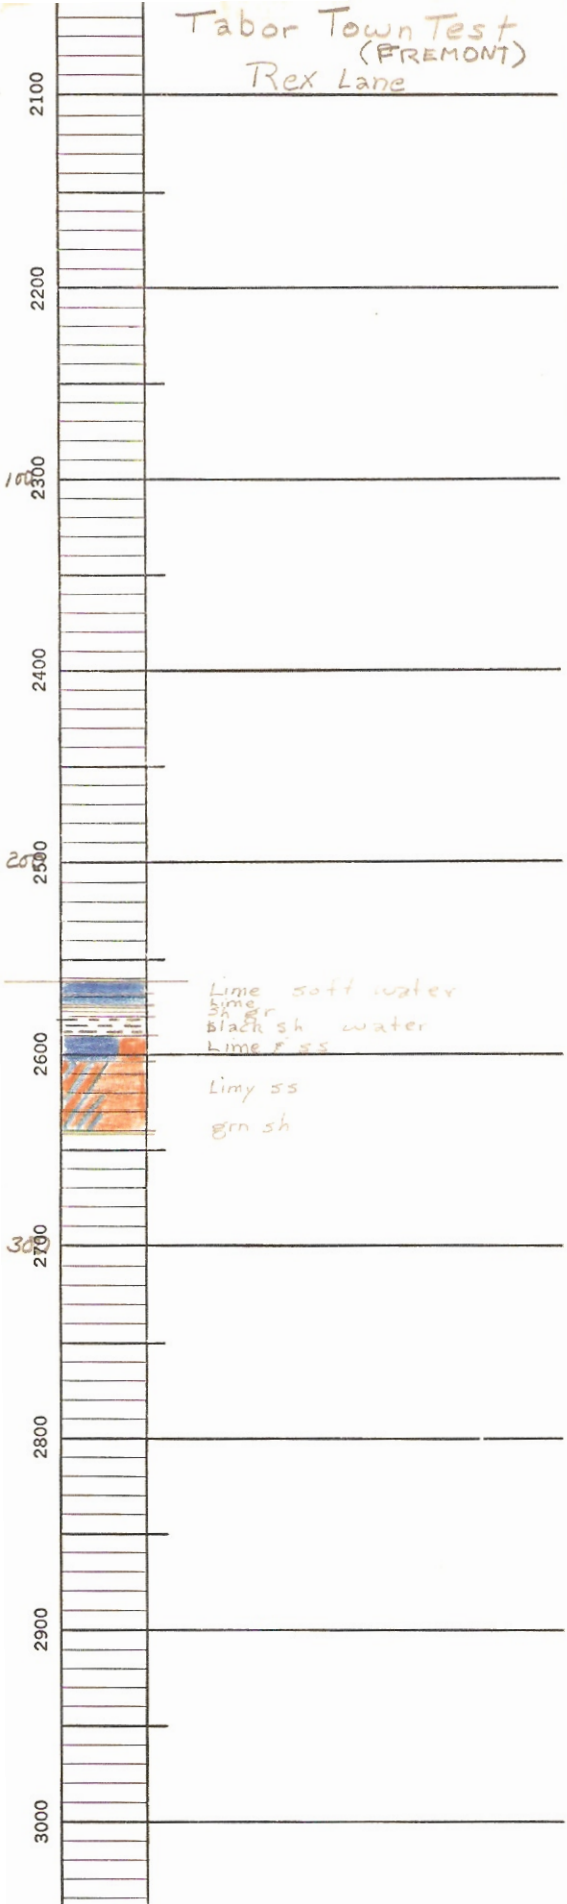 Tabor Town Test
(FREMONT)
Rex Lane
2100
2200
100
2300
2400
200
2500
Lime soft water
Lime
Sh gr
Black sh water
2600
Lime & ss
Limy ss
grn sh
300
2700
2800
2900
3000